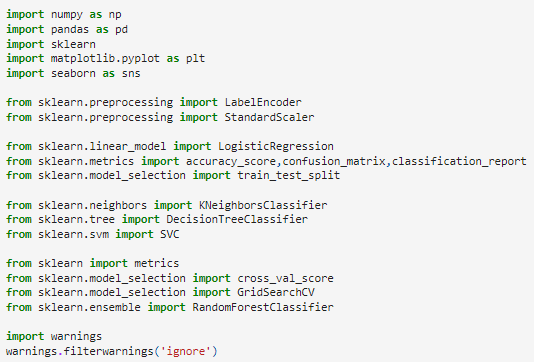 import numpy as np
import pandas as pd
import sklearn
import matplotlib.pyplot as plt
import seaborn as sns
from sklearn.preprocessing import LabelEncoder
from sklearn.preprocessing import StandardScaler
from sklearn.linear_model import LogisticRegression
from sklearn.metrics import accuracy_score,confusion_matrix,classification_report
from sklearn.model_selection import train_test_split
from sklearn.neighbors import KNeighborsClassifier
from sklearn.tree import DecisionTreeClassifier
from sklearn.svm import SVC
from sklearn import metrics
from sklearn.model_selection import cross_val_score
from sklearn.model_selection import GridSearchCV
from sklearn.ensemble import RandomForestClassifier
import warnings
warnings.filterwarnings('ignore')